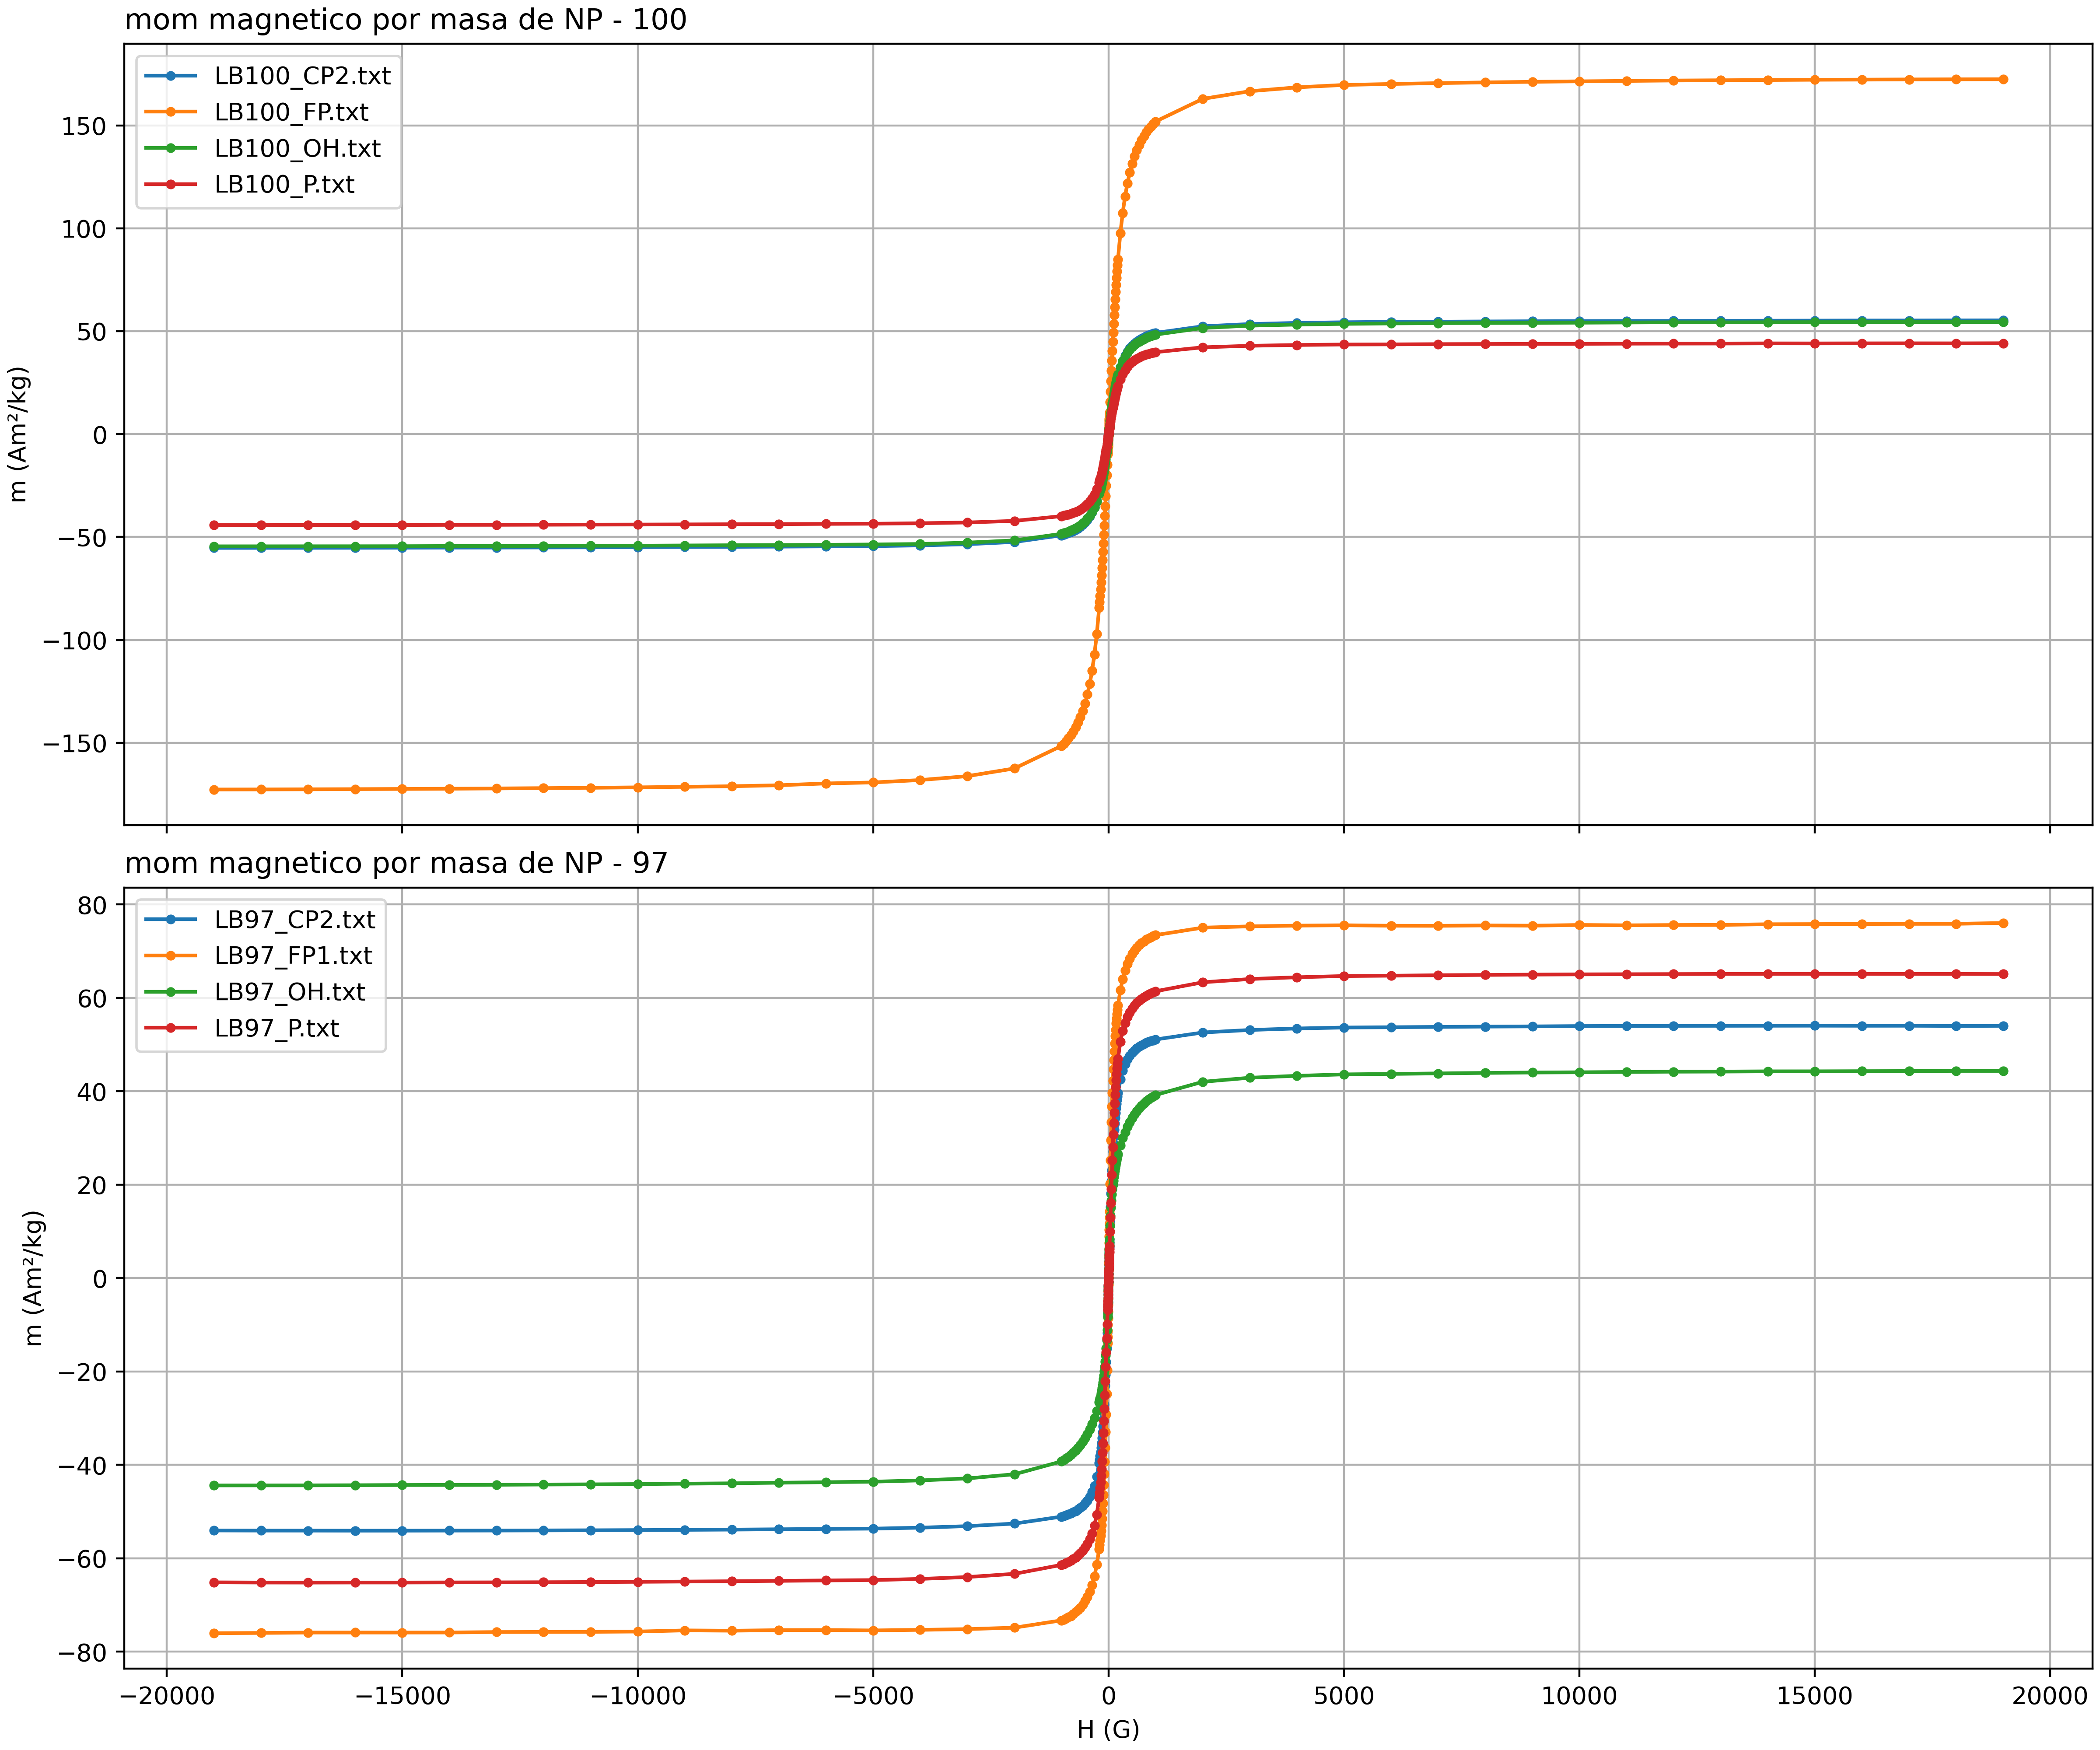 mom magnetico por masa de NP - 100
LB100_CP2.txt
LB100_FP.txt
LB100_OH.txt
LB100_P.txt
150
100
50
0
−50
−100
−150
m (Am²/kg)
mom magnetico por masa de NP - 97
LB97_CP2.txt
LB97_FP1.txt
LB97_OH.txt
LB97_P.txt
80
60
40
20
0
−20
−40
−60
−80
m (Am²/kg)
−20000 −15000 −10000 −5000 0 5000 10000 15000 20000
H (G)